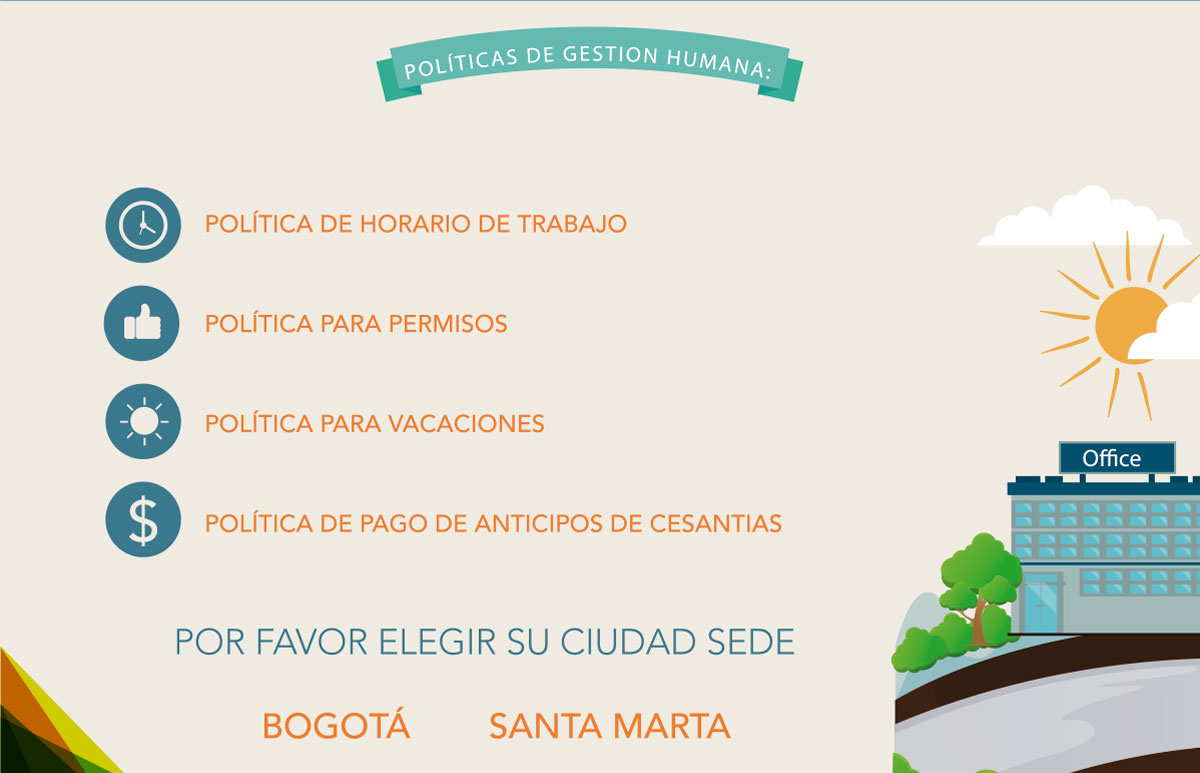 POLÍTICAS DE GESTION HUMANA:
POLÍTICA DE HORARIO DE TRABAJO
POLÍTICA PARA PERMISOS
POLÍTICA PARA VACACIONES
$
POLÍTICA DE PAGO DE ANTICIPOS DE CESANTIAS
Office
POR FAVOR ELEGIR SU CIUDAD SEDE
BOGOTÁ SANTA MARTA